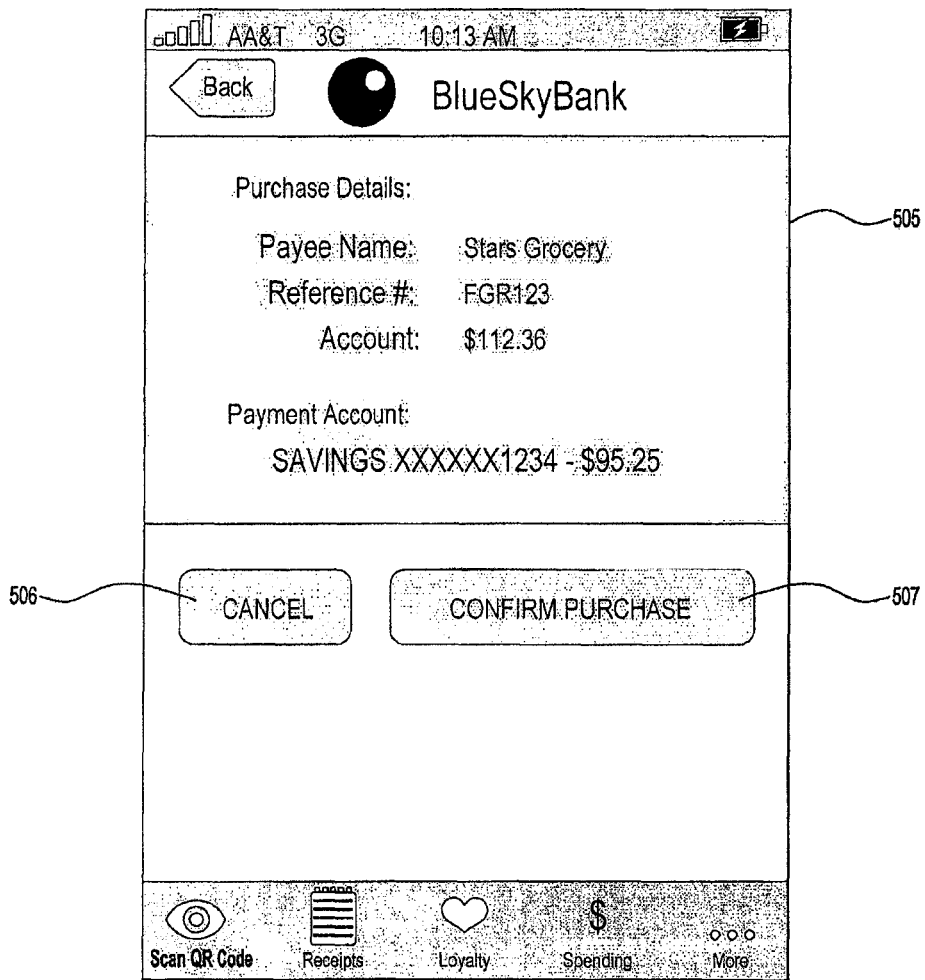 AA&T 3G 10:13 AM
Back BlueSkyBank
Purchase Details:
505
Payee Name: Stars Grocery
Reference #: FGR123
Account: $112.36
Payment Account:
SAVINGS XXXXXX1234 - $95.25
506 CANCEL CONFIRM PURCHASE 507
$
Scan QR Code Receipts Loyalty Spending More